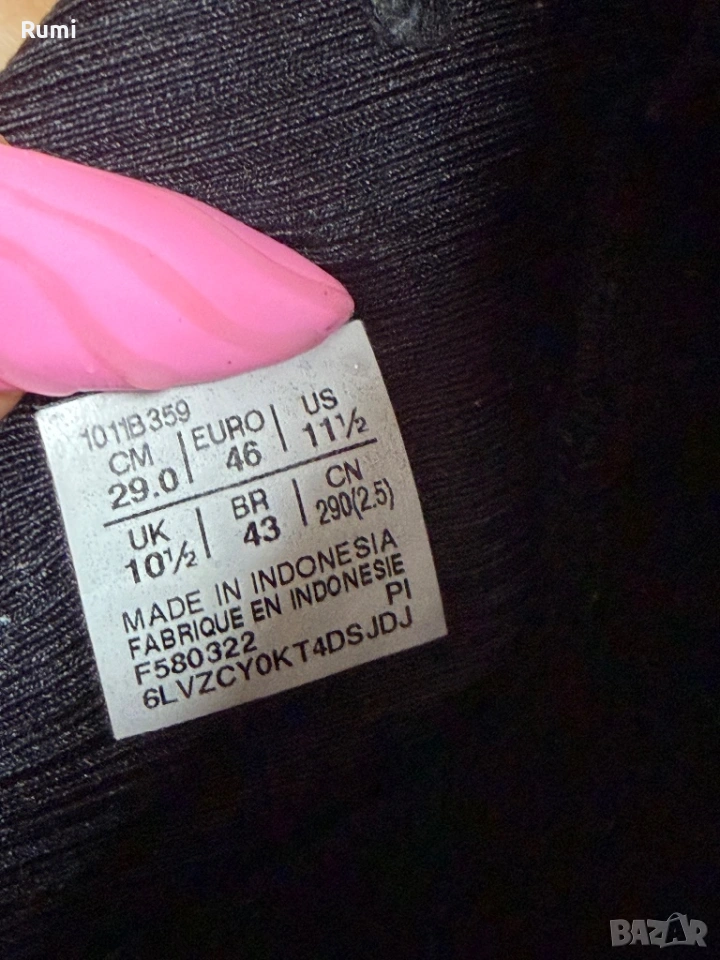 Rumi
1011B359
CM | EURO | US
29.0 | 46 | 11½
UK | BR | CN
10½ | 43 | 290(2.5)
MADE IN INDONESIA
FABRIQUE EN INDONESIE
F580322 PI
6LVZCY0KT4DSJDJ
BAZAR